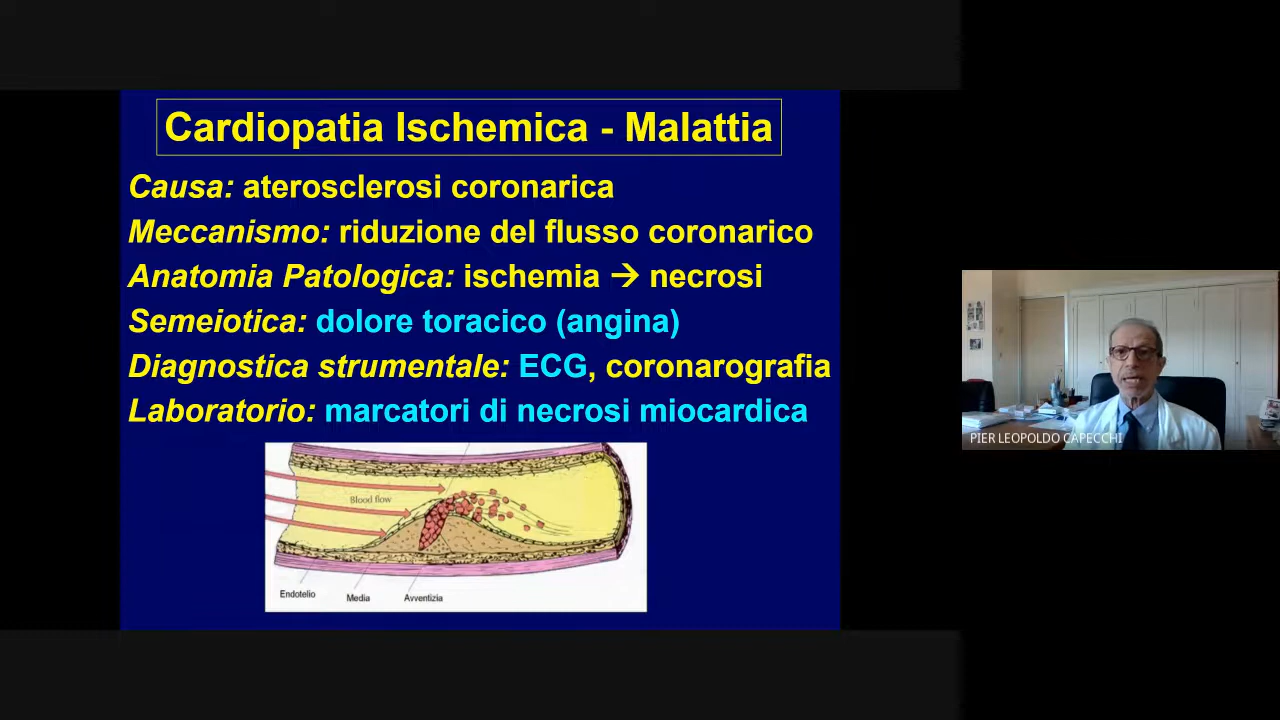 Cardiopatia Ischemica - Malattia
Causa: aterosclerosi coronarica
Meccanismo: riduzione del flusso coronarico
Anatomia Patologica: ischemia → necrosi
Semeiotica: dolore toracico (angina)
Diagnostica strumentale: ECG, coronarografia
Laboratorio: marcatori di necrosi miocardica
Blood flow
Endotelio Media Avventizia
PIER LEOPOLDO CAPECCHI